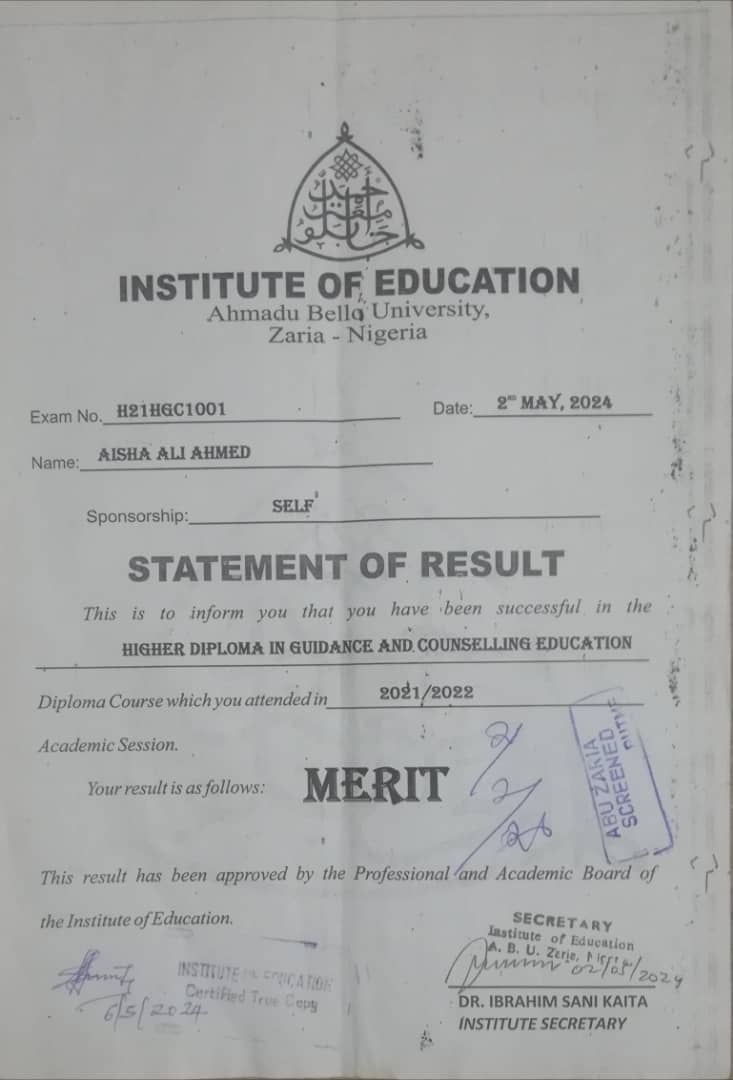 INSTITUTE OF EDUCATION
Ahmadu Bello University,
Zaria - Nigeria
Exam No. H21HGC1001 Date: 2ND MAY, 2024
Name: AISHA ALI AHMED
Sponsorship: SELF
STATEMENT OF RESULT
This is to inform you that you have been successful in the
HIGHER DIPLOMA IN GUIDANCE AND COUNSELLING EDUCATION
Diploma Course which you attended in 2021/2022
Academic Session.
Your result is as follows: MERIT
2/2/26
ABU ZARIA
SCREENED
This result has been approved by the Professional and Academic Board of
the Institute of Education.
SECRETARY
Institute of Education
A. B. U. Zaria,
02/05/2024
INSTITUTE OF EDUCATION
Certified True Copy
6/5/2024
DR. IBRAHIM SANI KAITA
INSTITUTE SECRETARY